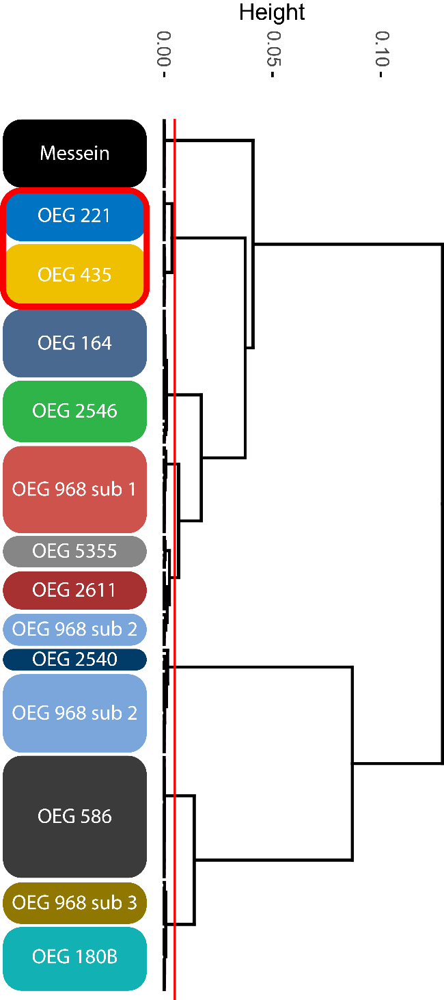 Height
0.00
0.05
0.10
Messein
OEG 221
OEG 435
OEG 164
OEG 2546
OEG 968 sub 1
OEG 5355
OEG 2611
OEG 968 sub 2
OEG 2540
OEG 968 sub 2
OEG 586
OEG 968 sub 3
OEG 180B